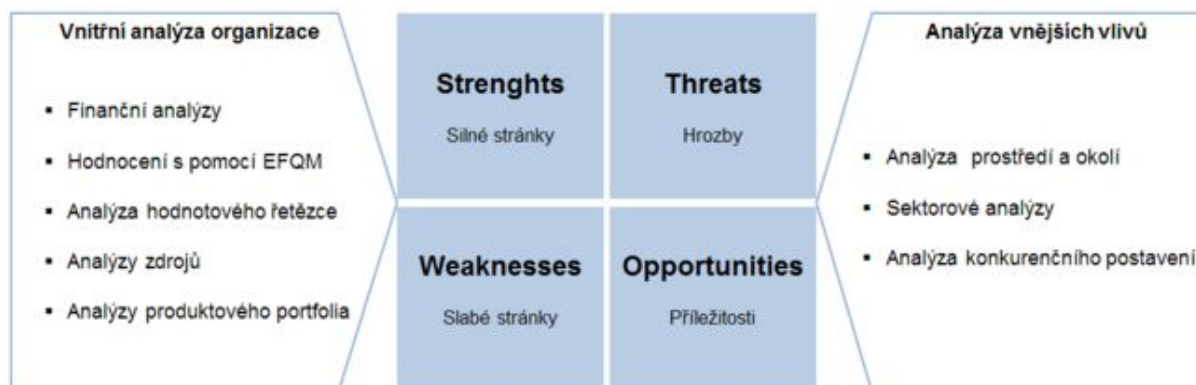 Vnitřní analýza organizace
▪ Finanční analýzy
▪ Hodnocení s pomocí EFQM
▪ Analýza hodnotového řetězce
▪ Analýzy zdrojů
▪ Analýzy produktového portfolia
Strenghts
Silné stránky
Threats
Hrozby
Weaknesses
Slabé stránky
Opportunities
Příležitosti
Analýza vnějších vlivů
▪ Analýza prostředí a okolí
▪ Sektorové analýzy
▪ Analýza konkurenčního postavení